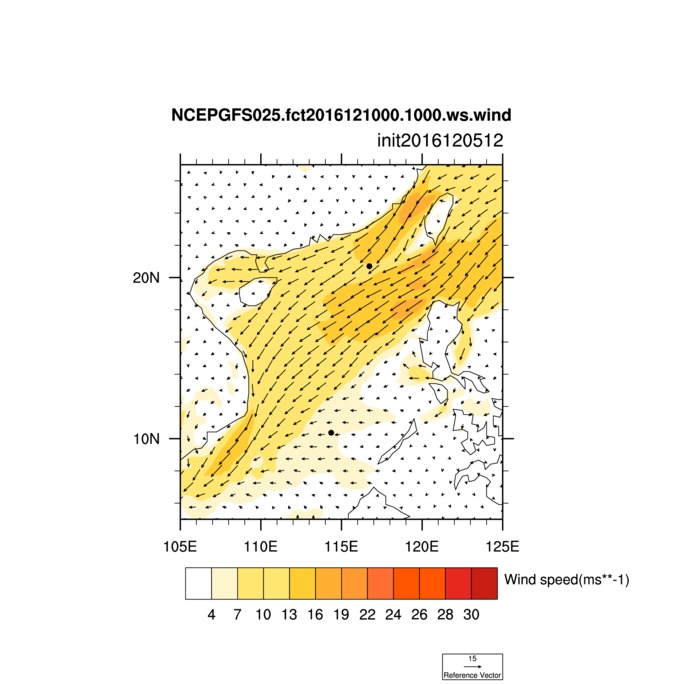 NCEPGFS025.fct2016121000.1000.ws.wind
init2016120512
20N
10N
105E 110E 115E 120E 125E
Wind speed(ms**-1)
4 7 10 13 16 19 22 24 26 28 30
15
Reference Vector